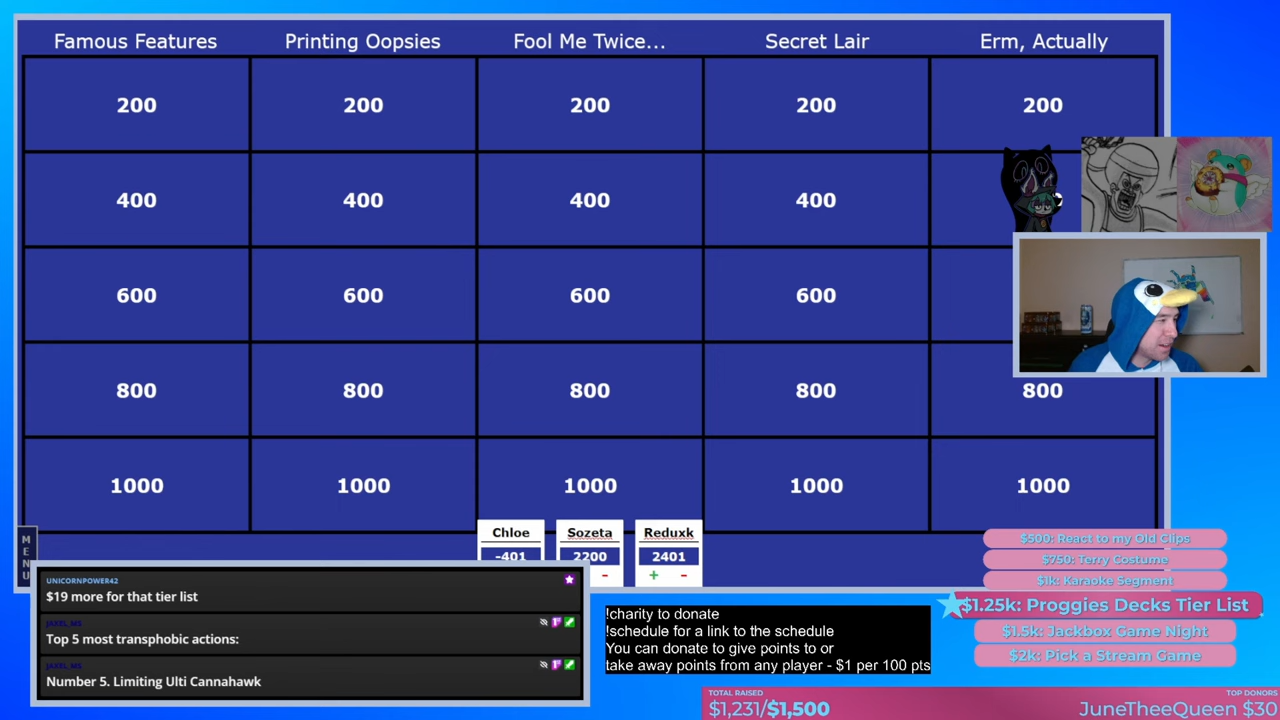 Famous Features
Printing Oopsies
Fool Me Twice...
Secret Lair
Erm, Actually
200
200
200
200
200
400
400
400
400
600
600
600
600
800
800
800
800
800
1000
1000
1000
1000
1000
MENU
Chloe
-401
Sozeta
2200
-
Reduxk
2401
+ -
UNICORNPOWER42
$19 more for that tier list
JAXEL_MS
Top 5 most transphobic actions:
JAXEL_MS
Number 5. Limiting Ulti Cannahawk
!charity to donate
!schedule for a link to the schedule
You can donate to give points to or
take away points from any player - $1 per 100 pts
$500: React to my Old Clips
$750: Terry Costume
$1k: Karaoke Segment
$1.25k: Proggies Decks Tier List
$1.5k: Jackbox Game Night
$2k: Pick a Stream Game
TOTAL RAISED
$1,231/$1,500
TOP DONORS
JuneTheeQueen $30